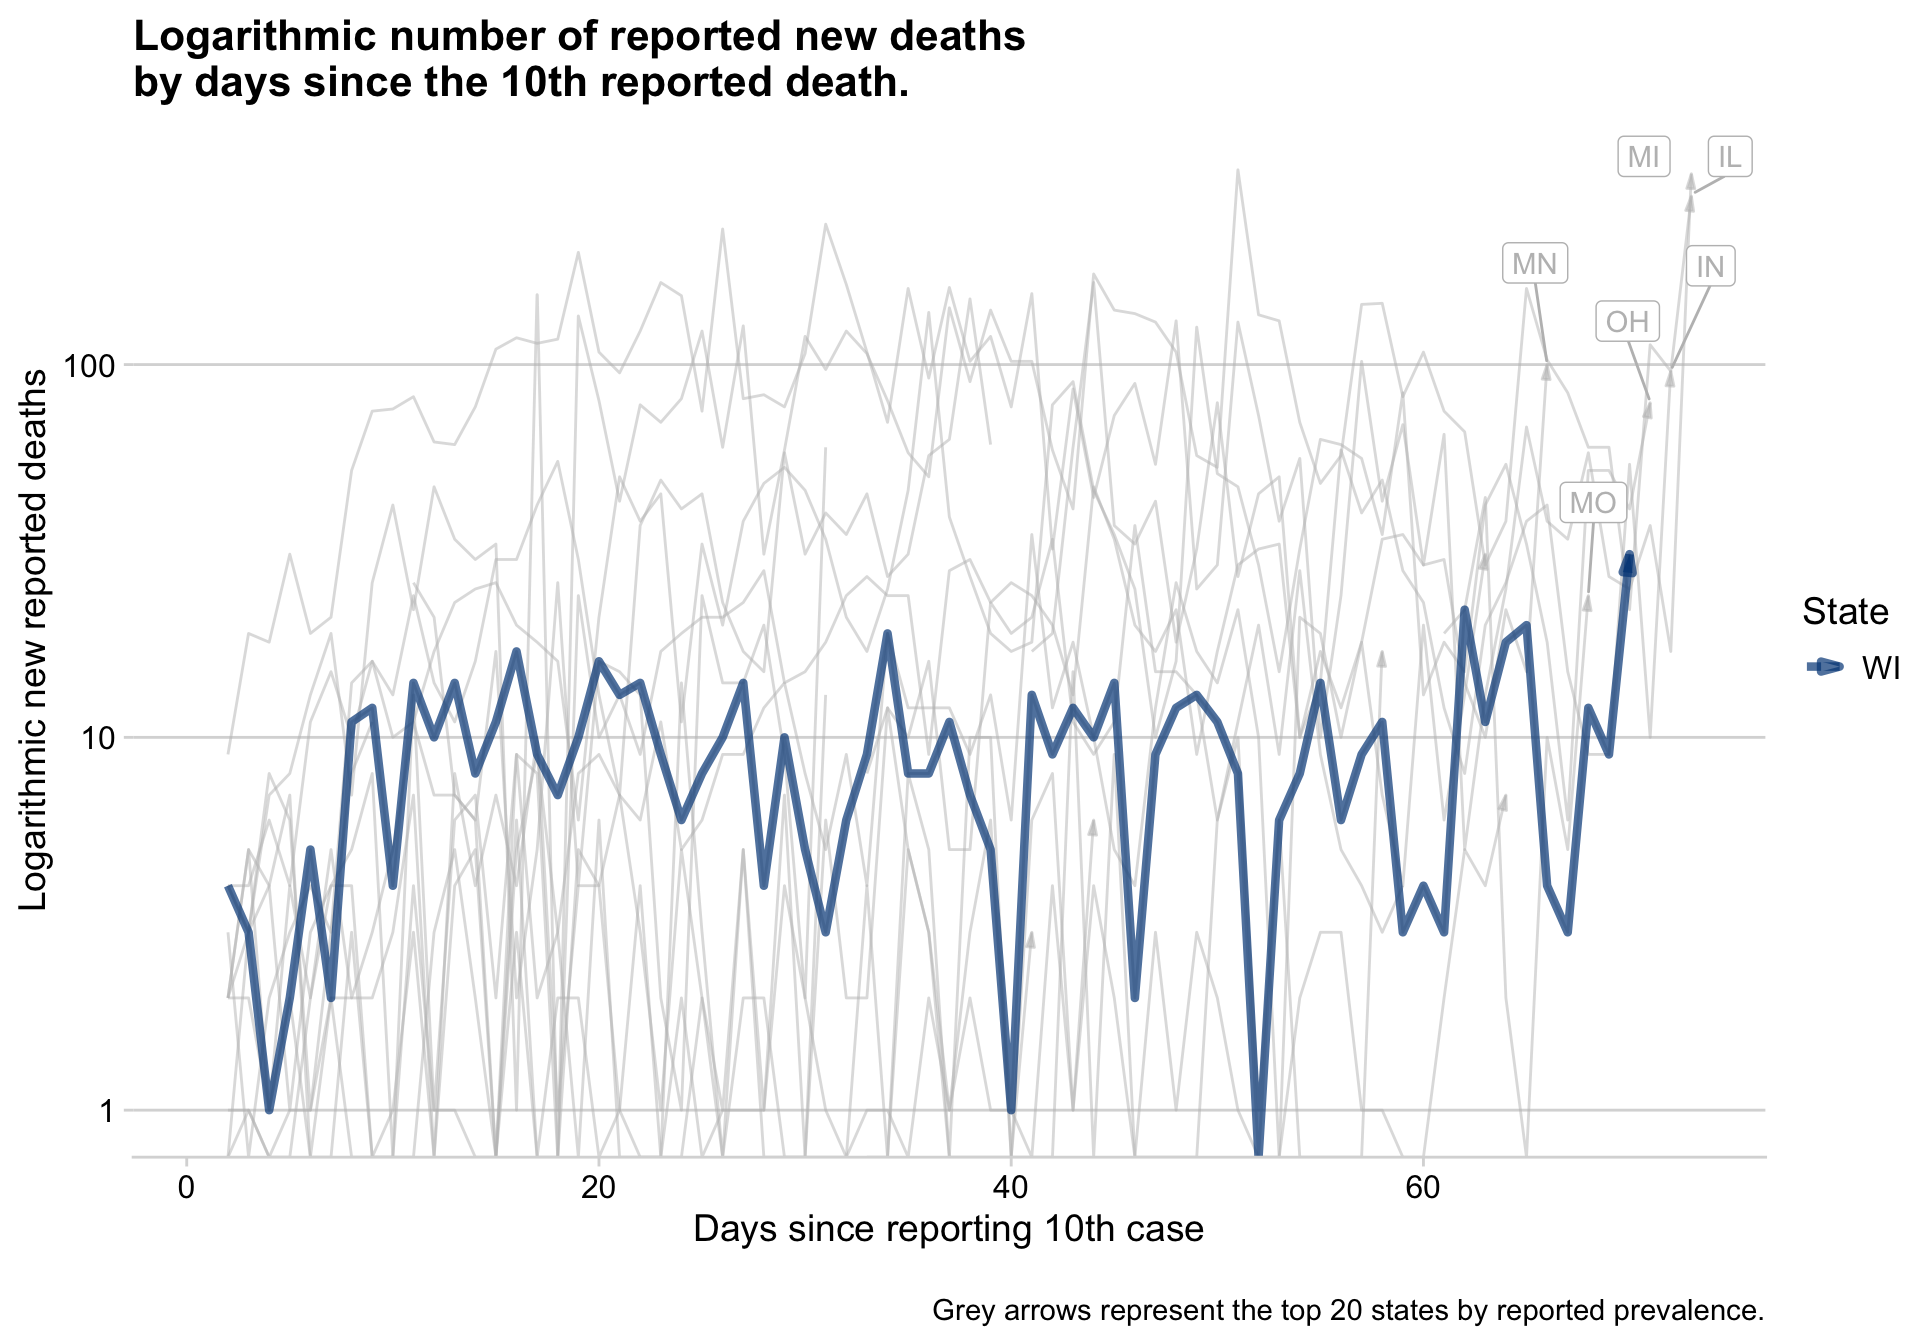 Logarithmic number of reported new deaths
by days since the 10th reported death.
Logarithmic new reported deaths
100
10
1
MI
IL
MN
IN
OH
MO
State
WI
0
20
40
60
Days since reporting 10th case
Grey arrows represent the top 20 states by reported prevalence.